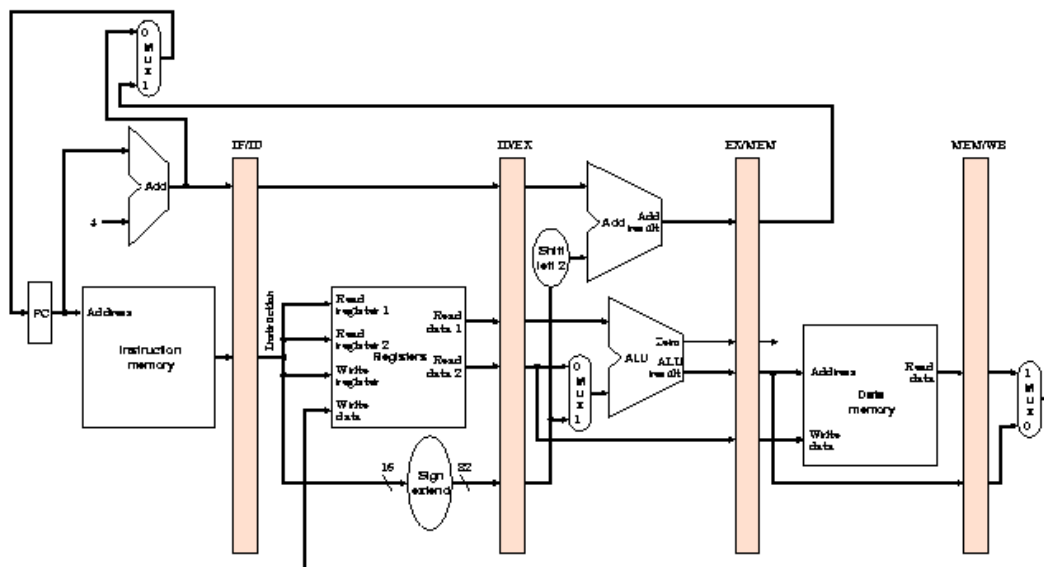 0
M
u
x
1
IF/ID
ID/EX
EX/MEM
MEM/WB
Add
4
Add
Add
result
Shift
left 2
PC
Address
Instruction
memory
Instruction
Read
register 1
Read
register 2
Write
register
Write
data
Registers
Read
data 1
Read
data 2
0
M
u
x
1
Zero
ALU
ALU
result
Address
Read
data
Data
memory
Write
data
1
M
u
x
0
16
Sign
extend
32